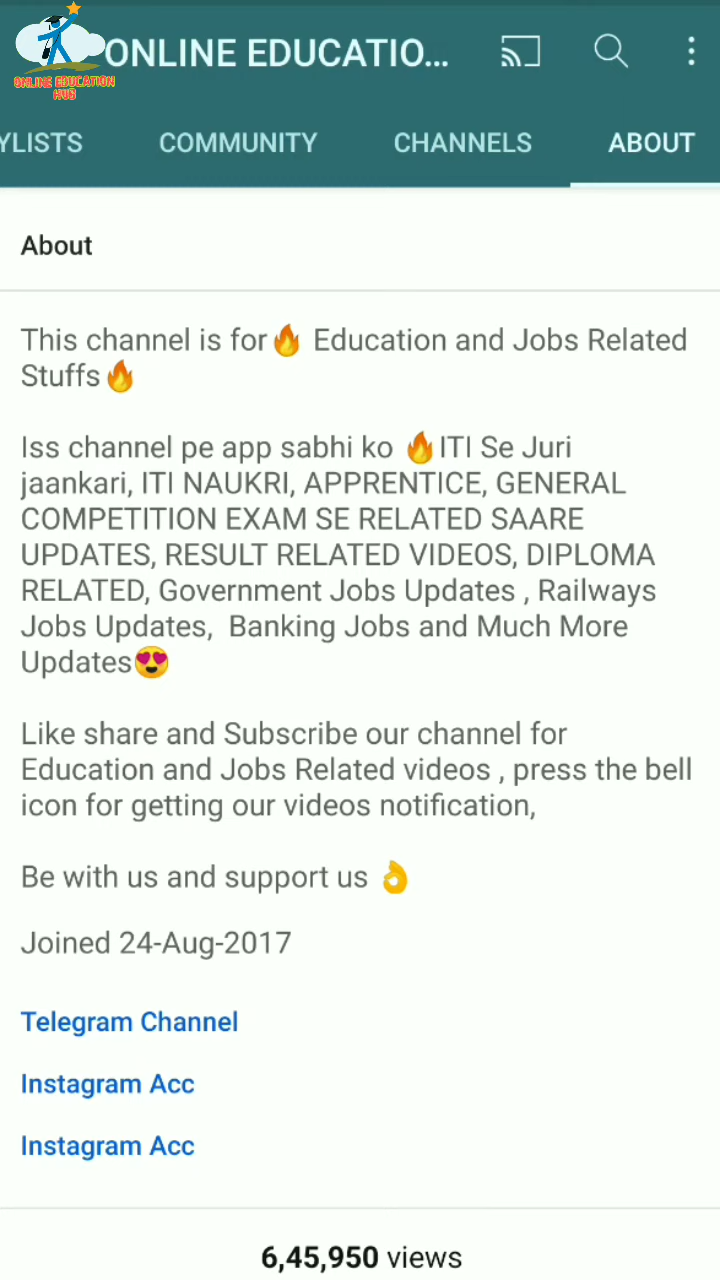 ONLINE EDUCATIO...
ONLINE EDUCATION
HUB
YLISTS COMMUNITY CHANNELS ABOUT
About
This channel is for🔥 Education and Jobs Related
Stuffs🔥
Iss channel pe app sabhi ko 🔥ITI Se Juri
jaankari, ITI NAUKRI, APPRENTICE, GENERAL
COMPETITION EXAM SE RELATED SAARE
UPDATES, RESULT RELATED VIDEOS, DIPLOMA
RELATED, Government Jobs Updates , Railways
Jobs Updates,  Banking Jobs and Much More
Updates😍
Like share and Subscribe our channel for
Education and Jobs Related videos , press the bell
icon for getting our videos notification,
Be with us and support us 👌
Joined 24-Aug-2017
Telegram Channel
Instagram Acc
Instagram Acc
6,45,950 views